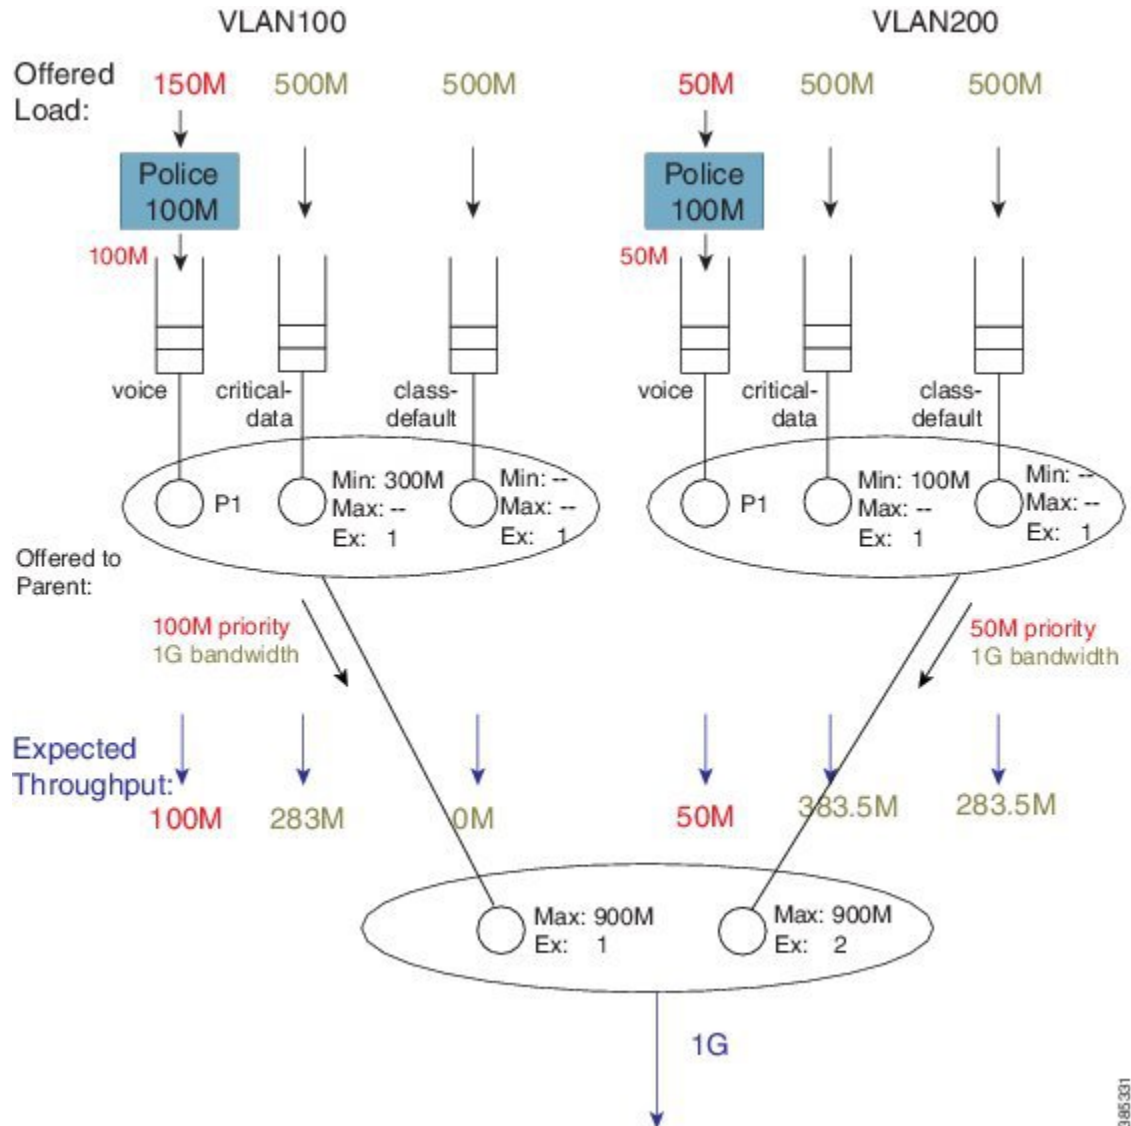 VLAN100 VLAN200
Offered
Load:
150M 500M 500M 50M 500M 500M
Police
100M
Police
100M
100M 50M
voice critical-
data class-
default voice critical-
data class-
default
P1
Min: 300M
Max: --
Ex: 1
Min: --
Max: --
Ex: 1
P1
Min: 100M
Max: --
Ex: 1
Min: --
Max: --
Ex: 1
Offered to
Parent:
100M priority
1G bandwidth
50M priority
1G bandwidth
Expected
Throughput:
100M 283M 0M 50M 383.5M 283.5M
Max: 900M
Ex: 1
Max: 900M
Ex: 2
1G
385331